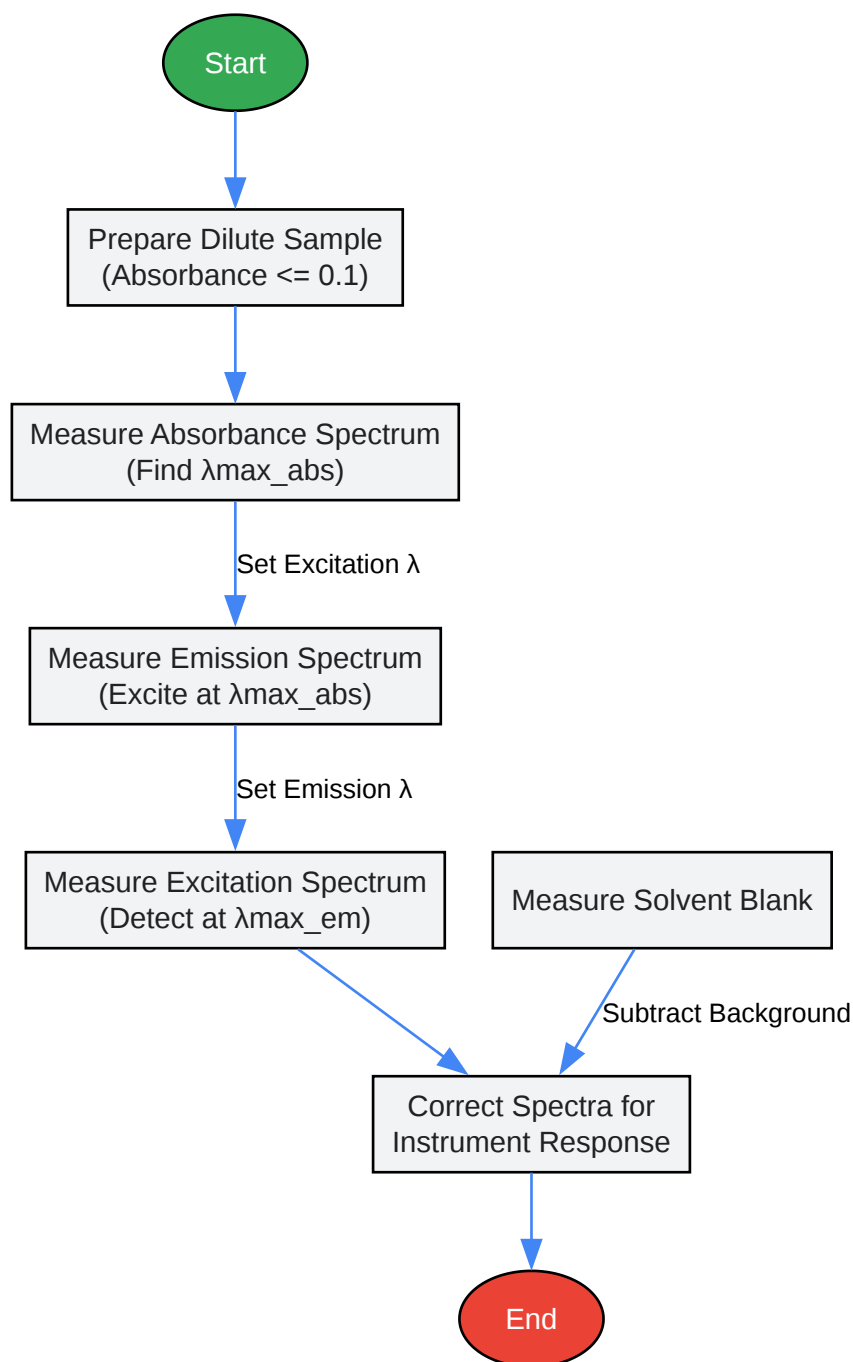 Start
Prepare Dilute Sample
(Absorbance <= 0.1)
Measure Absorbance Spectrum
(Find λmax_abs)
Set Excitation λ
Measure Emission Spectrum
(Excite at λmax_abs)
Set Emission λ
Measure Excitation Spectrum
(Detect at λmax_em)
Measure Solvent Blank
Subtract Background
Correct Spectra for
Instrument Response
End